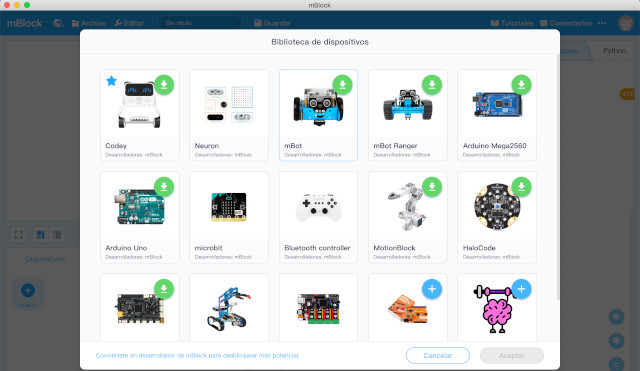 mBlock
mBlock
Archivo
Editar
Sin título
Guardar
Tutoriales
Comentarios
Biblioteca de dispositivos
Python
Codey
Desarrolladores: mBlock
Neuron
Desarrolladores: mBlock
mBot
Desarrolladores: mBlock
mBot Ranger
Desarrolladores: mBlock
Arduino Mega2560
Desarrolladores: mBlock
Arduino Uno
Desarrolladores: mBlock
microbit
Desarrolladores: mBlock
Bluetooth controller
Desarrolladores: mBlock
MotionBlock
Desarrolladores: mBlock
HaloCode
Desarrolladores: mBlock
Dispositivos
añadir
Conviértete en desarrollador de mBlock para desbloquear más potencial.
Cancelar
Aceptar